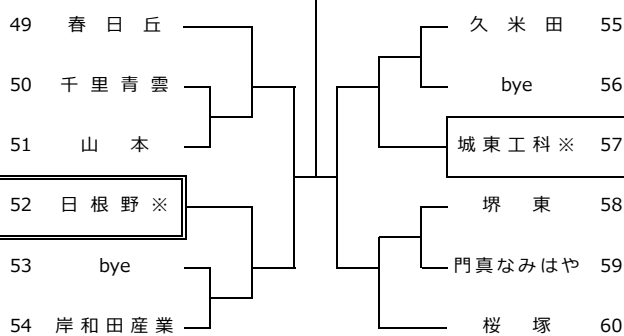 49 春日丘
50 千里青雲
51 山本
52 日根野※
53 bye
54 岸和田産業
久米田 55
bye 56
城東工科※ 57
堺東 58
門真なみはや 59
桜塚 60